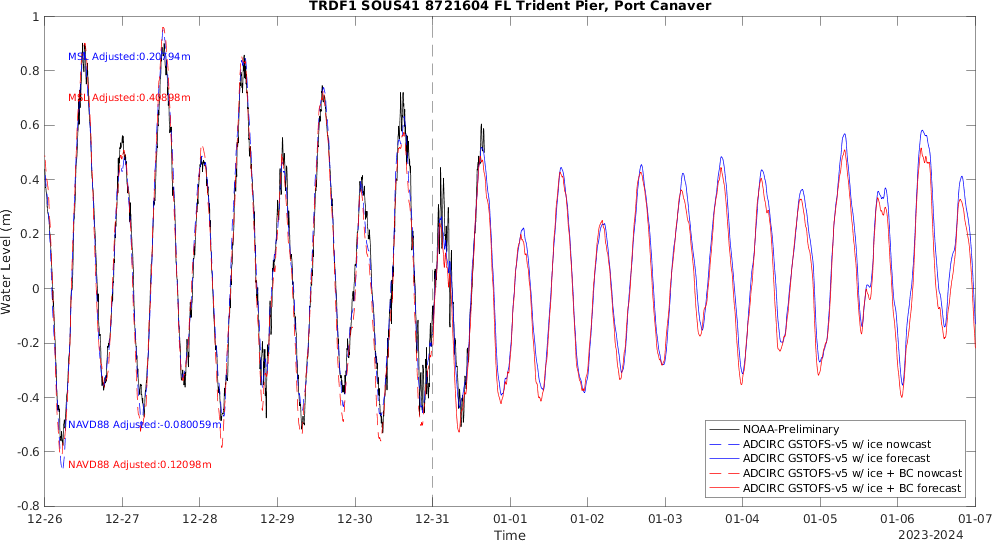 TRDF1 SOUS41 8721604 FL Trident Pier, Port Canaver
1
0.8
0.6
0.4
0.2
0
-0.2
-0.4
-0.6
-0.8
Water Level (m)
MSL Adjusted:0.20794m
MSL Adjusted:0.40898m
NAVD88 Adjusted:-0.080059m
NAVD88 Adjusted:0.12098m
NOAA-Preliminary
ADCIRC GSTOFS-v5 w/ ice nowcast
ADCIRC GSTOFS-v5 w/ ice forecast
ADCIRC GSTOFS-v5 w/ ice + BC nowcast
ADCIRC GSTOFS-v5 w/ ice + BC forecast
12-26 12-27 12-28 12-29 12-30 12-31 01-01 01-02 01-03 01-04 01-05 01-06 01-07
Time
2023-2024